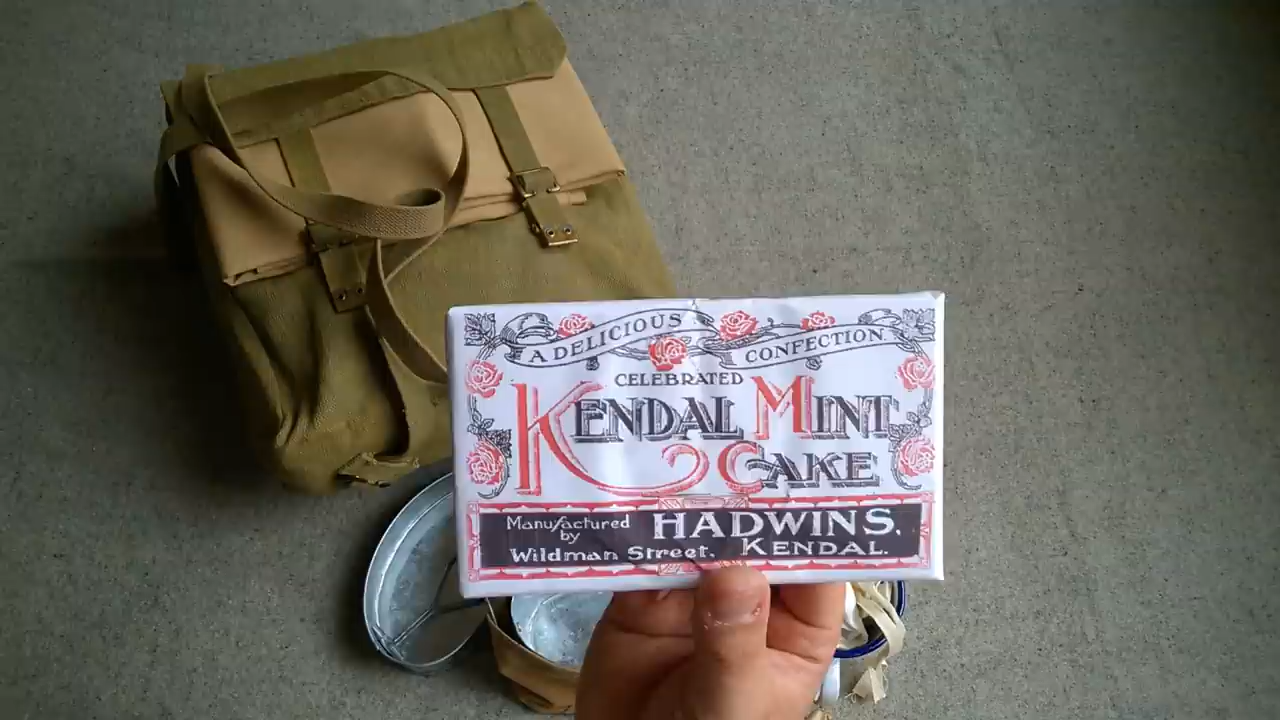 A DELICIOUS CONFECTION.
CELEBRATED
KENDAL MINT
CAKE
Manufactured by HADWINS.
Wildman Street. KENDAL.